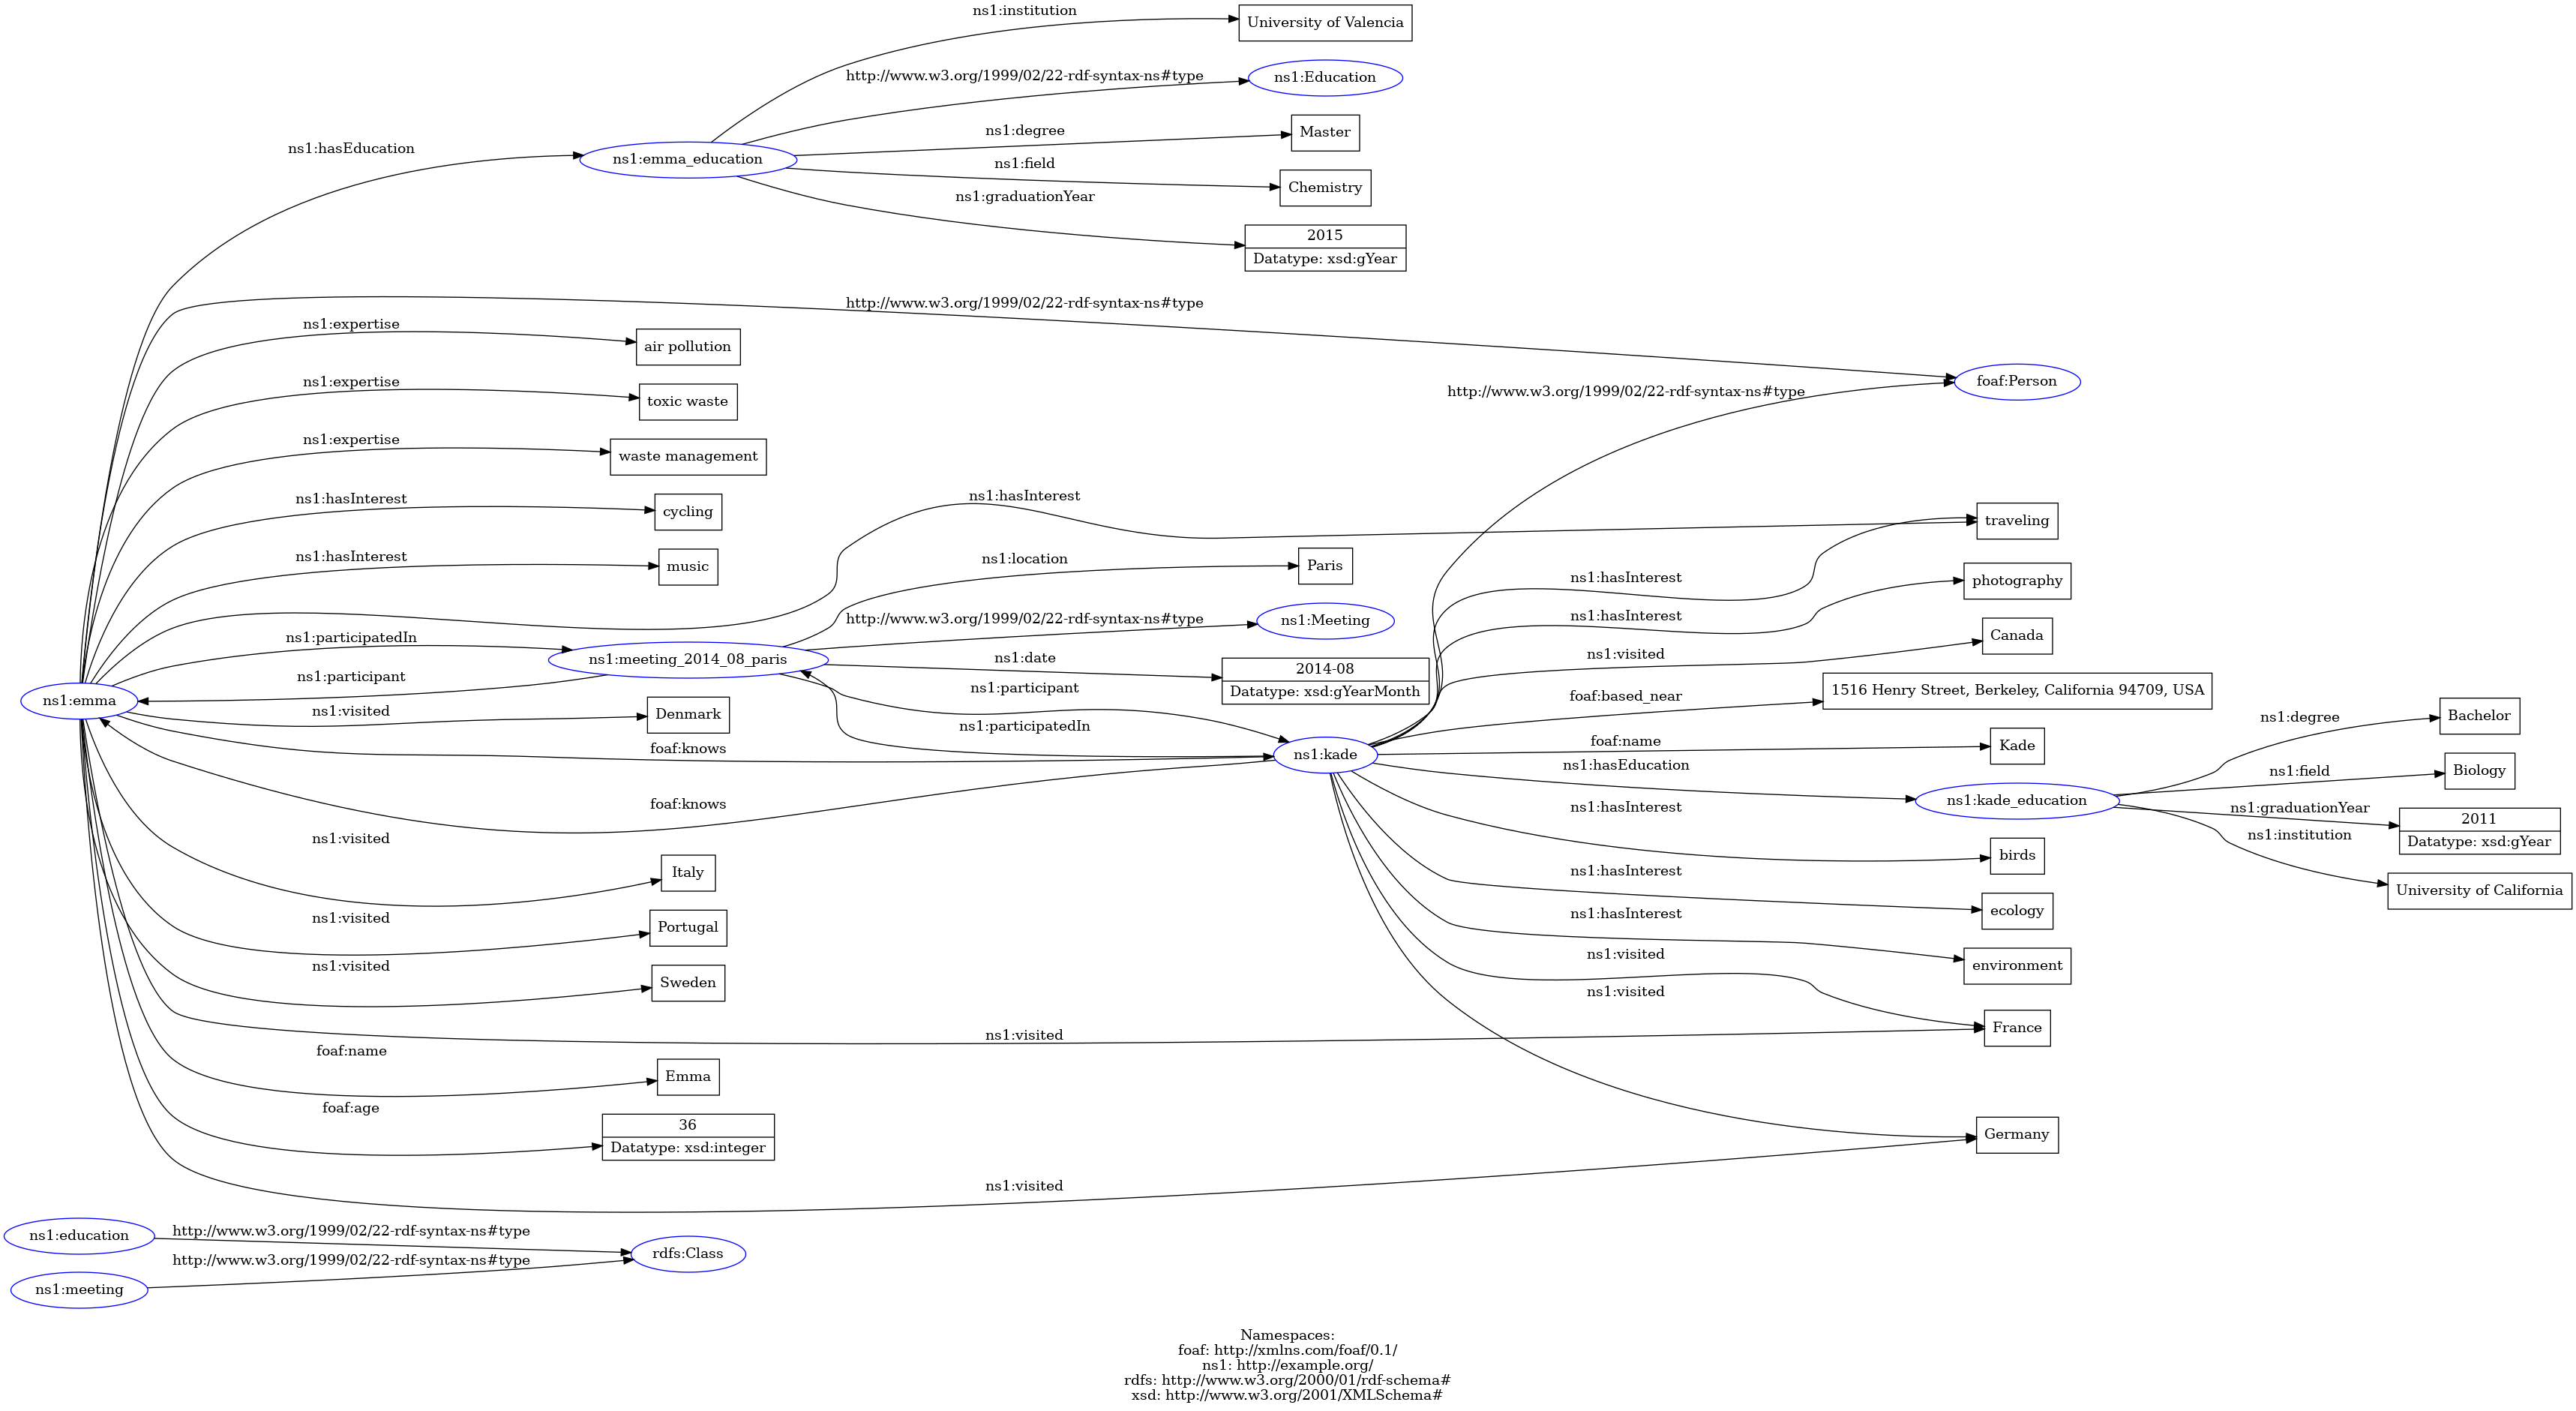 ns1:institution
University of Valencia
http://www.w3.org/1999/02/22-rdf-syntax-ns#type
ns1:Education
ns1:degree
Master
ns1:hasEducation
ns1:emma_education
ns1:field
Chemistry
ns1:graduationYear
2015
Datatype: xsd:gYear
http://www.w3.org/1999/02/22-rdf-syntax-ns#type
ns1:expertise
air pollution
foaf:Person
http://www.w3.org/1999/02/22-rdf-syntax-ns#type
ns1:expertise
toxic waste
ns1:expertise
waste management
ns1:hasInterest
cycling
ns1:hasInterest
traveling
ns1:hasInterest
music
ns1:location
Paris
ns1:hasInterest
photography
ns1:hasInterest
http://www.w3.org/1999/02/22-rdf-syntax-ns#type
ns1:Meeting
ns1:participatedIn
ns1:meeting_2014_08_paris
ns1:date
2014-08
Datatype: xsd:gYearMonth
ns1:visited
Canada
ns1:participant
ns1:participant
ns1:emma
foaf:based_near
1516 Henry Street, Berkeley, California 94709, USA
ns1:visited
Denmark
ns1:participatedIn
ns1:degree
Bachelor
foaf:knows
ns1:kade
foaf:name
Kade
ns1:hasEducation
ns1:kade_education
ns1:field
Biology
foaf:knows
ns1:hasInterest
ns1:graduationYear
2011
Datatype: xsd:gYear
ns1:institution
University of California
ns1:visited
Italy
birds
ns1:hasInterest
ecology
ns1:visited
Portugal
ns1:hasInterest
environment
ns1:visited
Sweden
ns1:visited
ns1:visited
France
ns1:visited
foaf:name
Emma
foaf:age
36
Datatype: xsd:integer
Germany
ns1:visited
ns1:education
http://www.w3.org/1999/02/22-rdf-syntax-ns#type
rdfs:Class
http://www.w3.org/1999/02/22-rdf-syntax-ns#type
ns1:meeting
Namespaces:
foaf: http://xmlns.com/foaf/0.1/
ns1: http://example.org/
rdfs: http://www.w3.org/2000/01/rdf-schema#
xsd: http://www.w3.org/2001/XMLSchema#